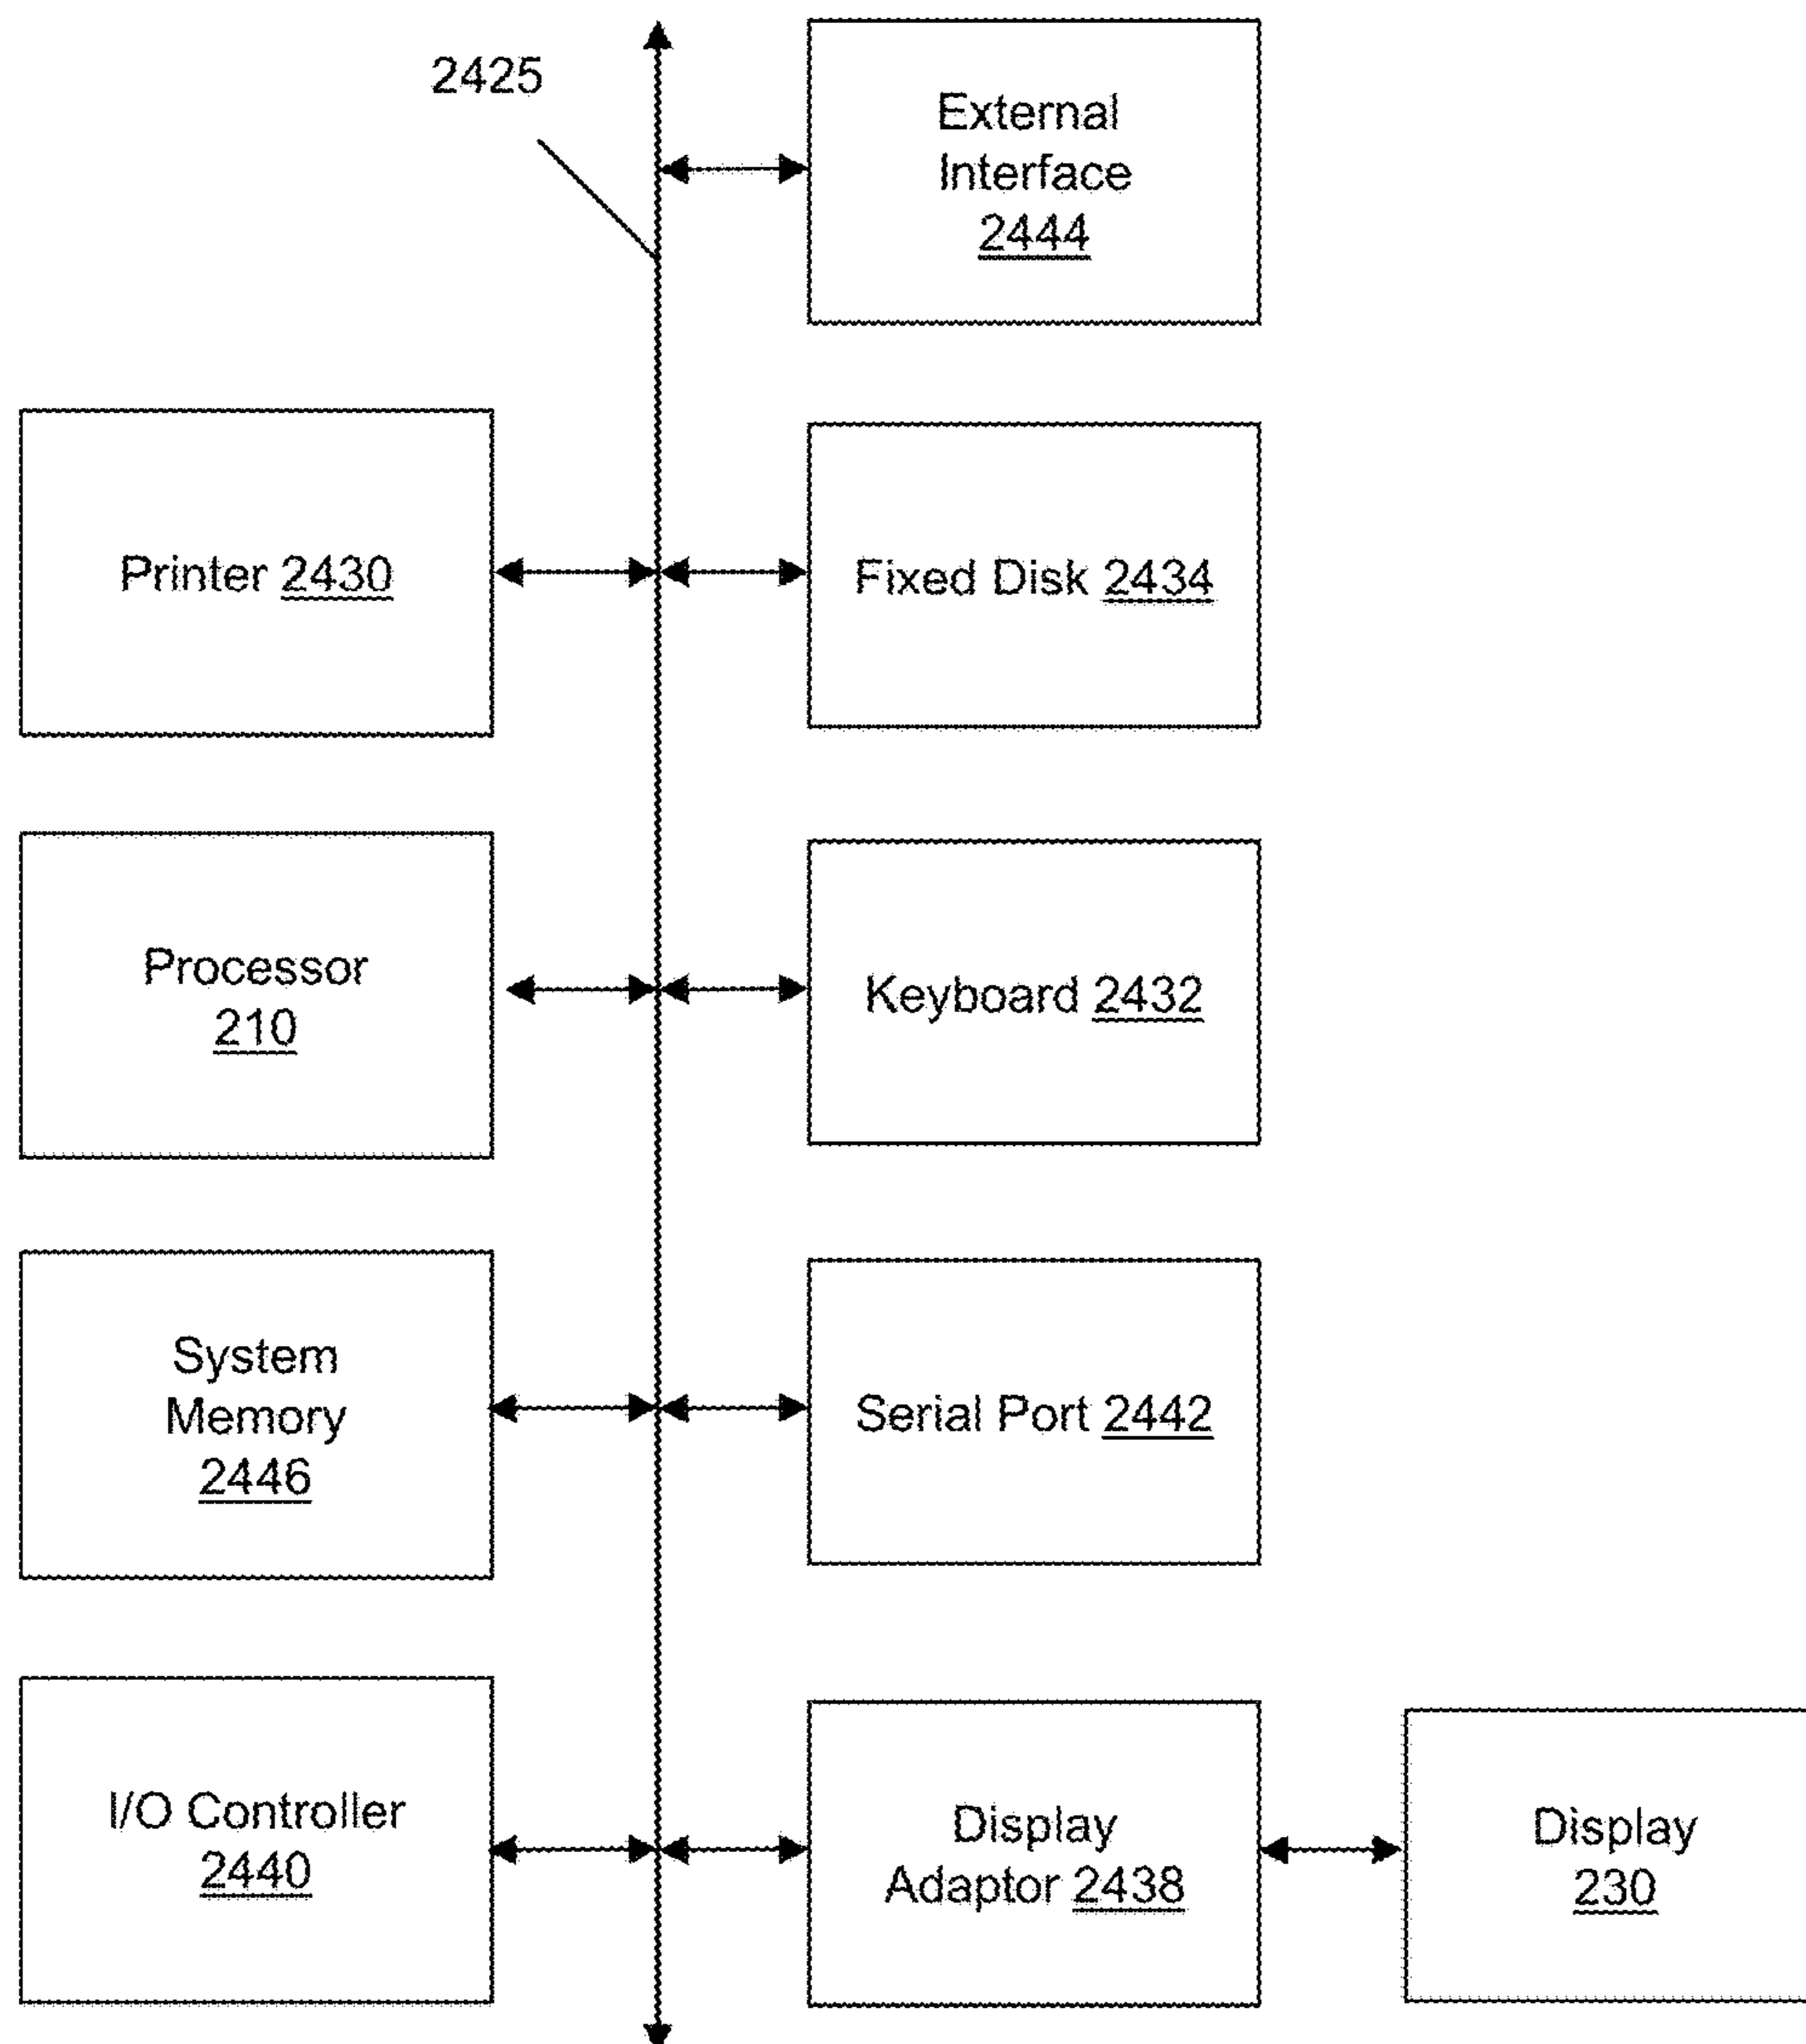 2425
External
Interface
2444
Printer 2430
Fixed Disk 2434
Processor
210
Keyboard 2432
System
Memory
2446
Serial Port 2442
I/O Controller
2440
Display
Adaptor 2438
Display
230